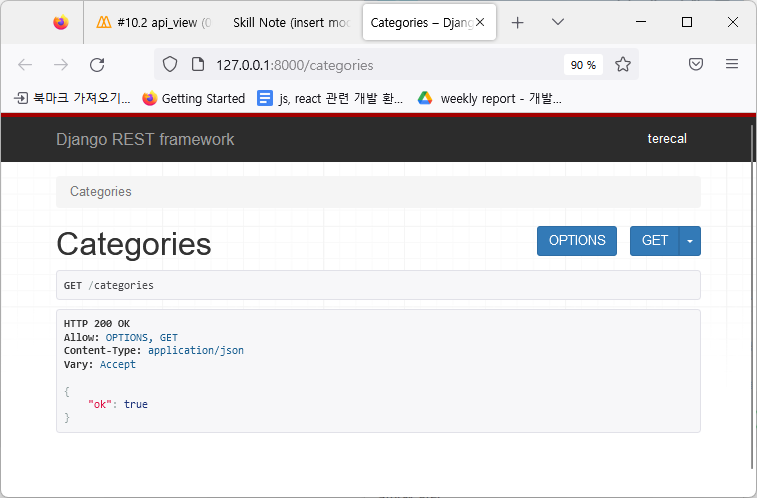 #10.2 api_view (0
Skill Note (insert mod
Categories – Djang
127.0.0.1:8000/categories
90 %
북마크 가져오기...
Getting Started
js, react 관련 개발 환...
weekly report - 개발...
Django REST framework
terecal
Categories
Categories
OPTIONS
GET
GET /categories
HTTP 200 OK
Allow: OPTIONS, GET
Content-Type: application/json
Vary: Accept
{
"ok": true
}